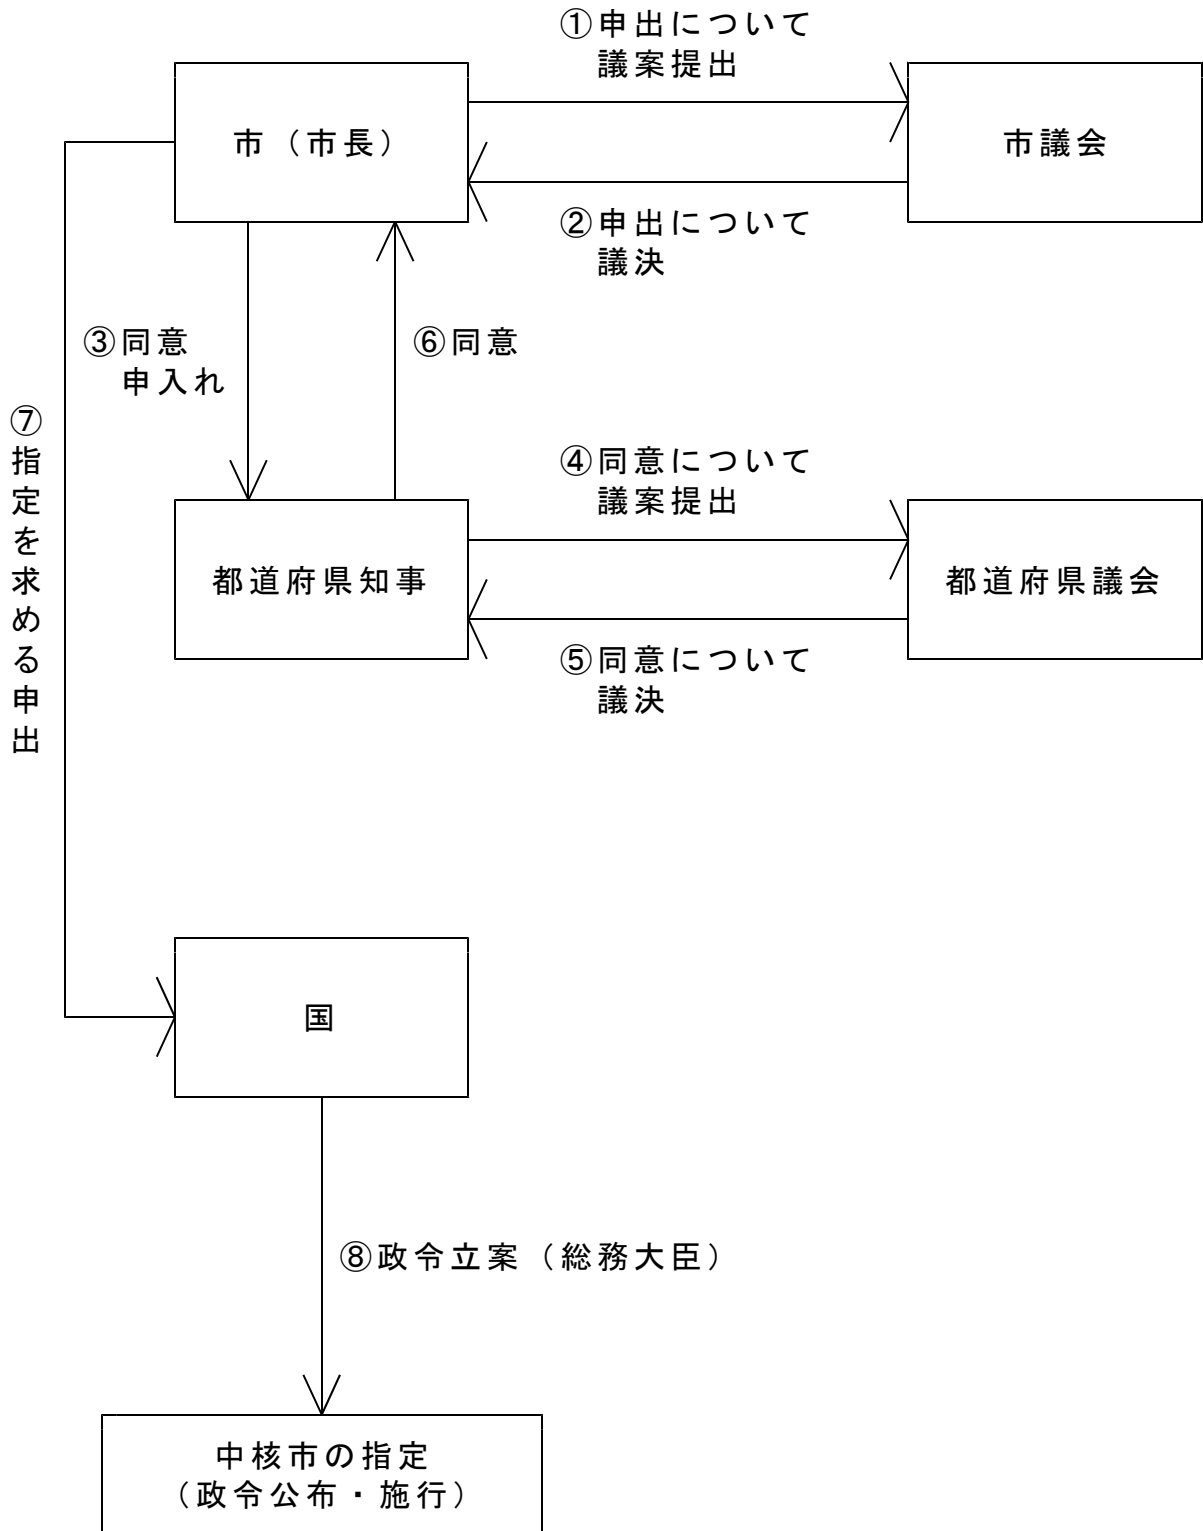 ①申出について
議案提出
市（市長）
市議会
②申出について
議決
③同意
申入れ
⑥同意
⑦指定を求める申出
④同意について
議案提出
都道府県知事
都道府県議会
⑤同意について
議決
国
⑧政令立案（総務大臣）
中核市の指定
（政令公布・施行）